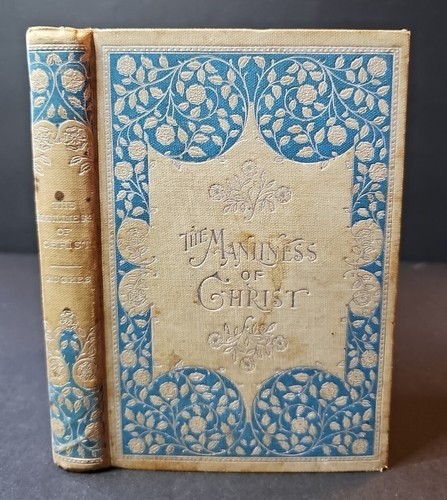 THE
MANLINESS
OF
CHRIST
HUGHES
THE MANLINESS
OF
CHRIST